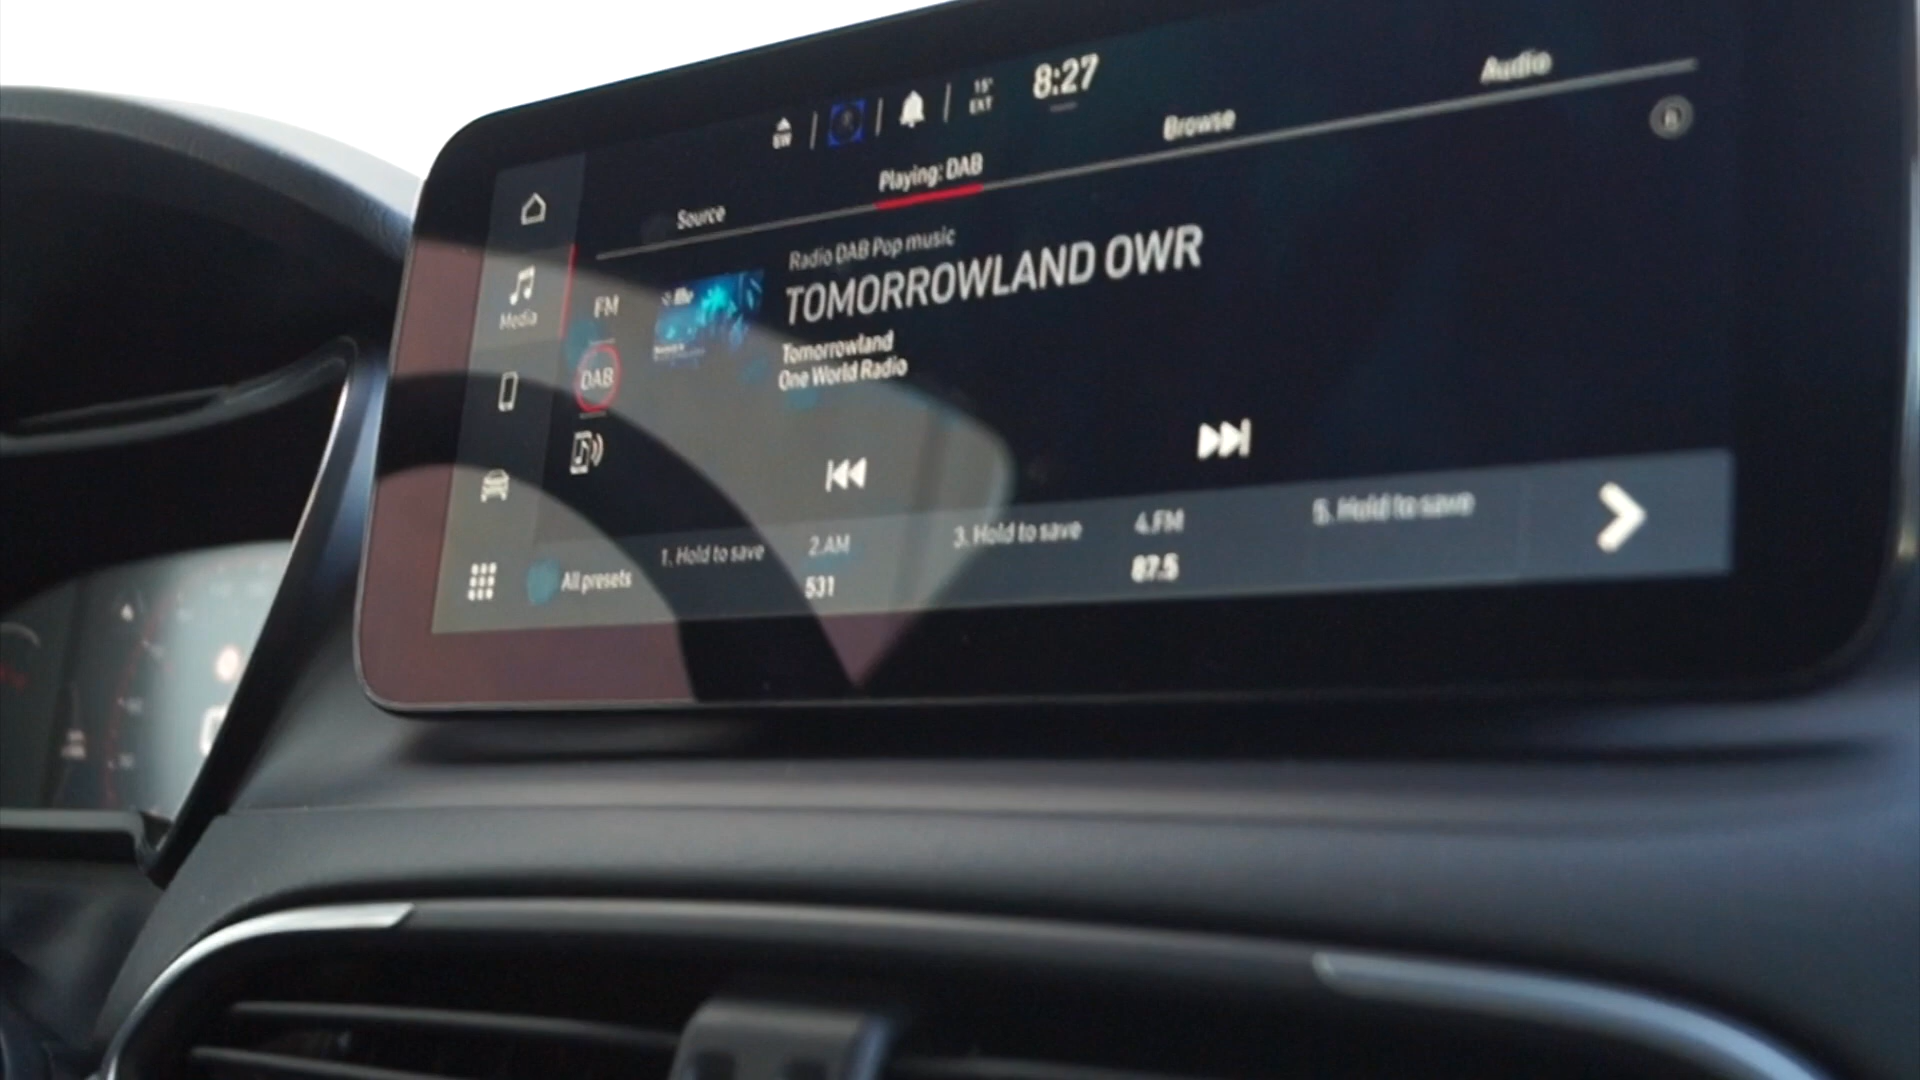 15°
EXT
8:27
Source
Playing: DAB
Browse
Audio
Media
FM
DAB
Radio DAB Pop music
TOMORROWLAND OWR
Tomorrowland
One World Radio
All presets
1. Hold to save
2.AM
531
3. Hold to save
4.FM
87.5
5. Hold to save